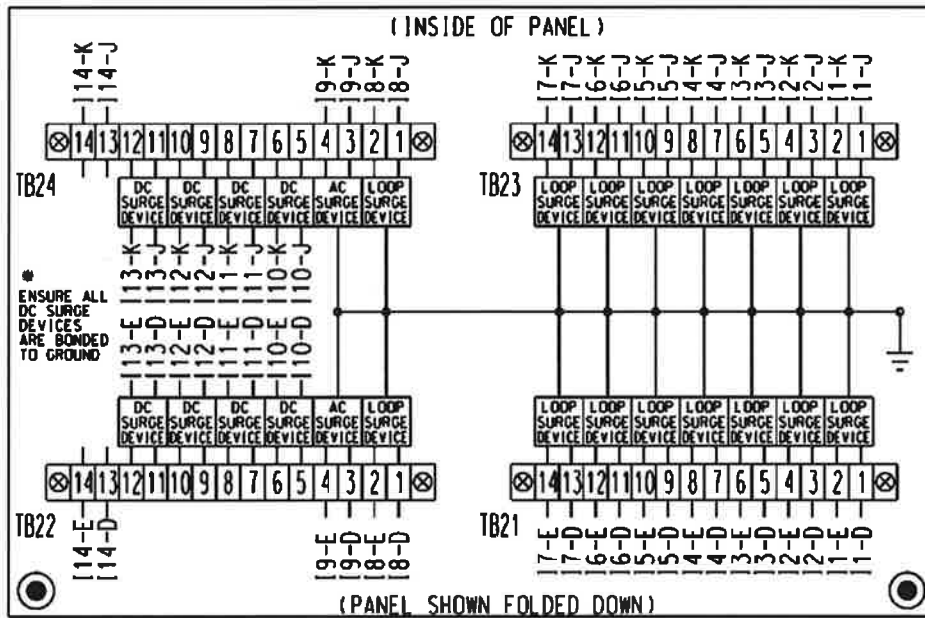 (INSIDE OF PANEL)
I14-K I14-J I9-K I9-J I8-K I8-J I7-K I7-J I6-K I6-J I5-K I5-J I4-K I4-J I3-K I3-J I2-K I2-J I1-K I1-J
14 13 12 11 10 9 8 7 6 5 4 3 2 1
14 13 12 11 10 9 8 7 6 5 4 3 2 1
TB24
TB23
DC DC DC DC AC LOOP
SURGE SURGE SURGE SURGE SURGE SURGE
DEVICE DEVICE DEVICE DEVICE DEVICE DEVICE
LOOP LOOP LOOP LOOP LOOP LOOP LOOP
SURGE SURGE SURGE SURGE SURGE SURGE SURGE
DEVICE DEVICE DEVICE DEVICE DEVICE DEVICE DEVICE
I13-K I13-J I12-K I12-J I11-K I11-J I10-K I10-J
*
ENSURE ALL
DC SURGE
DEVICES
ARE BONDED
TO GROUND
I13-E I13-D I12-E I12-D I11-E I11-D I10-E I10-D
DC DC DC DC AC LOOP
SURGE SURGE SURGE SURGE SURGE SURGE
DEVICE DEVICE DEVICE DEVICE DEVICE DEVICE
LOOP LOOP LOOP LOOP LOOP LOOP LOOP
SURGE SURGE SURGE SURGE SURGE SURGE SURGE
DEVICE DEVICE DEVICE DEVICE DEVICE DEVICE DEVICE
14 13 12 11 10 9 8 7 6 5 4 3 2 1
14 13 12 11 10 9 8 7 6 5 4 3 2 1
TB22
TB21
I14-E I14-D I9-E I9-D I8-E I8-D I7-E I7-D I6-E I6-D I5-E I5-D I4-E I4-D I3-E I3-D I2-E I2-D I1-E I1-D
(PANEL SHOWN FOLDED DOWN)